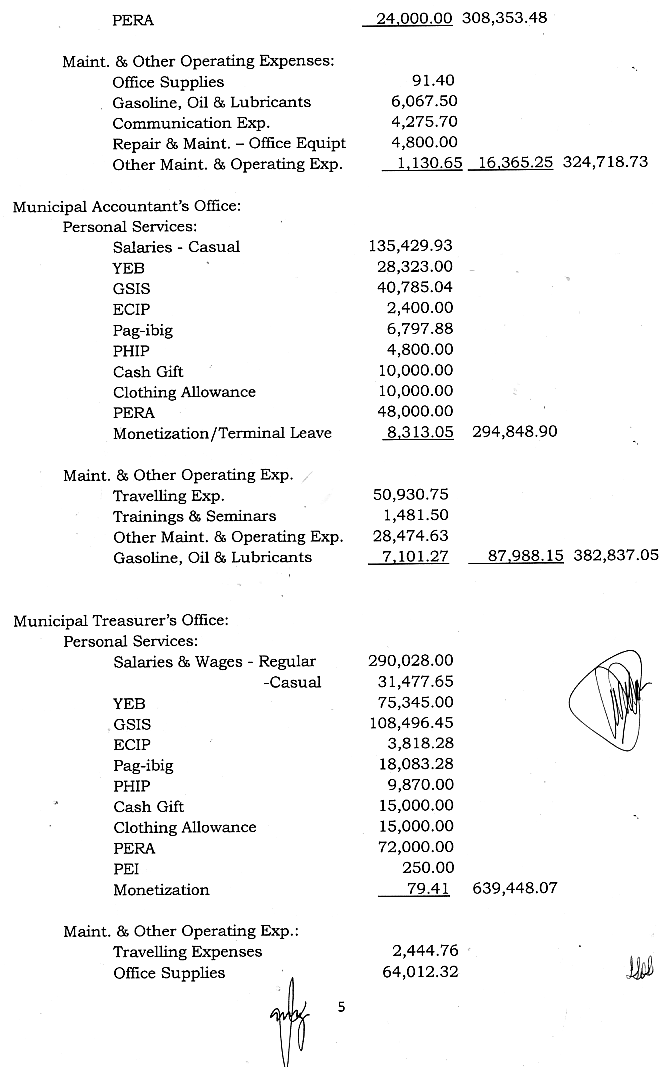 PERA 24,000.00 308,353.48
Maint. & Other Operating Expenses:
Office Supplies 91.40
Gasoline, Oil & Lubricants 6,067.50
Communication Exp. 4,275.70
Repair & Maint. – Office Equipt 4,800.00
Other Maint. & Operating Exp. 1,130.65 16,365.25 324,718.73
Municipal Accountant's Office:
Personal Services:
Salaries - Casual 135,429.93
YEB 28,323.00
GSIS 40,785.04
ECIP 2,400.00
Pag-ibig 6,797.88
PHIP 4,800.00
Cash Gift 10,000.00
Clothing Allowance 10,000.00
PERA 48,000.00
Monetization/Terminal Leave 8,313.05 294,848.90
Maint. & Other Operating Exp.
Travelling Exp. 50,930.75
Trainings & Seminars 1,481.50
Other Maint. & Operating Exp. 28,474.63
Gasoline, Oil & Lubricants 7,101.27 87,988.15 382,837.05
Municipal Treasurer's Office:
Personal Services:
Salaries & Wages - Regular 290,028.00
-Casual 31,477.65
YEB 75,345.00
GSIS 108,496.45
ECIP 3,818.28
Pag-ibig 18,083.28
PHIP 9,870.00
Cash Gift 15,000.00
Clothing Allowance 15,000.00
PERA 72,000.00
PEI 250.00
Monetization 79.41 639,448.07
Maint. & Other Operating Exp.:
Travelling Expenses 2,444.76
Office Supplies 64,012.32
5